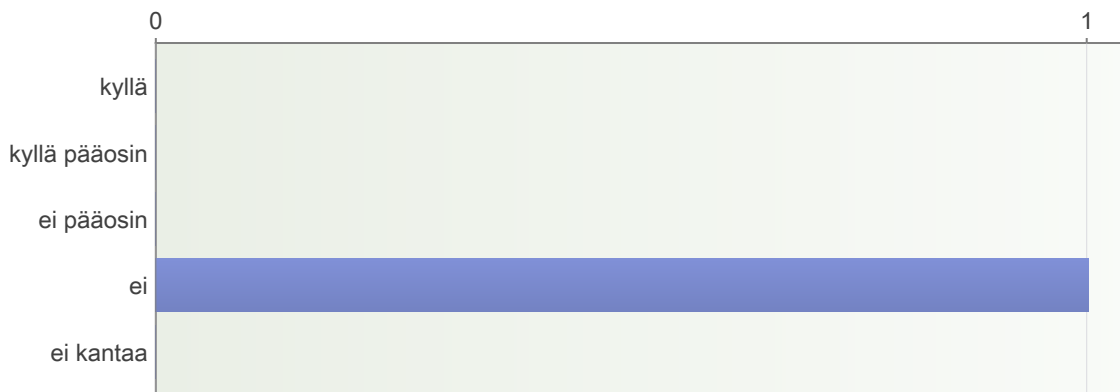 0 1
kyllä
kyllä pääosin
ei pääosin
ei
ei kantaa